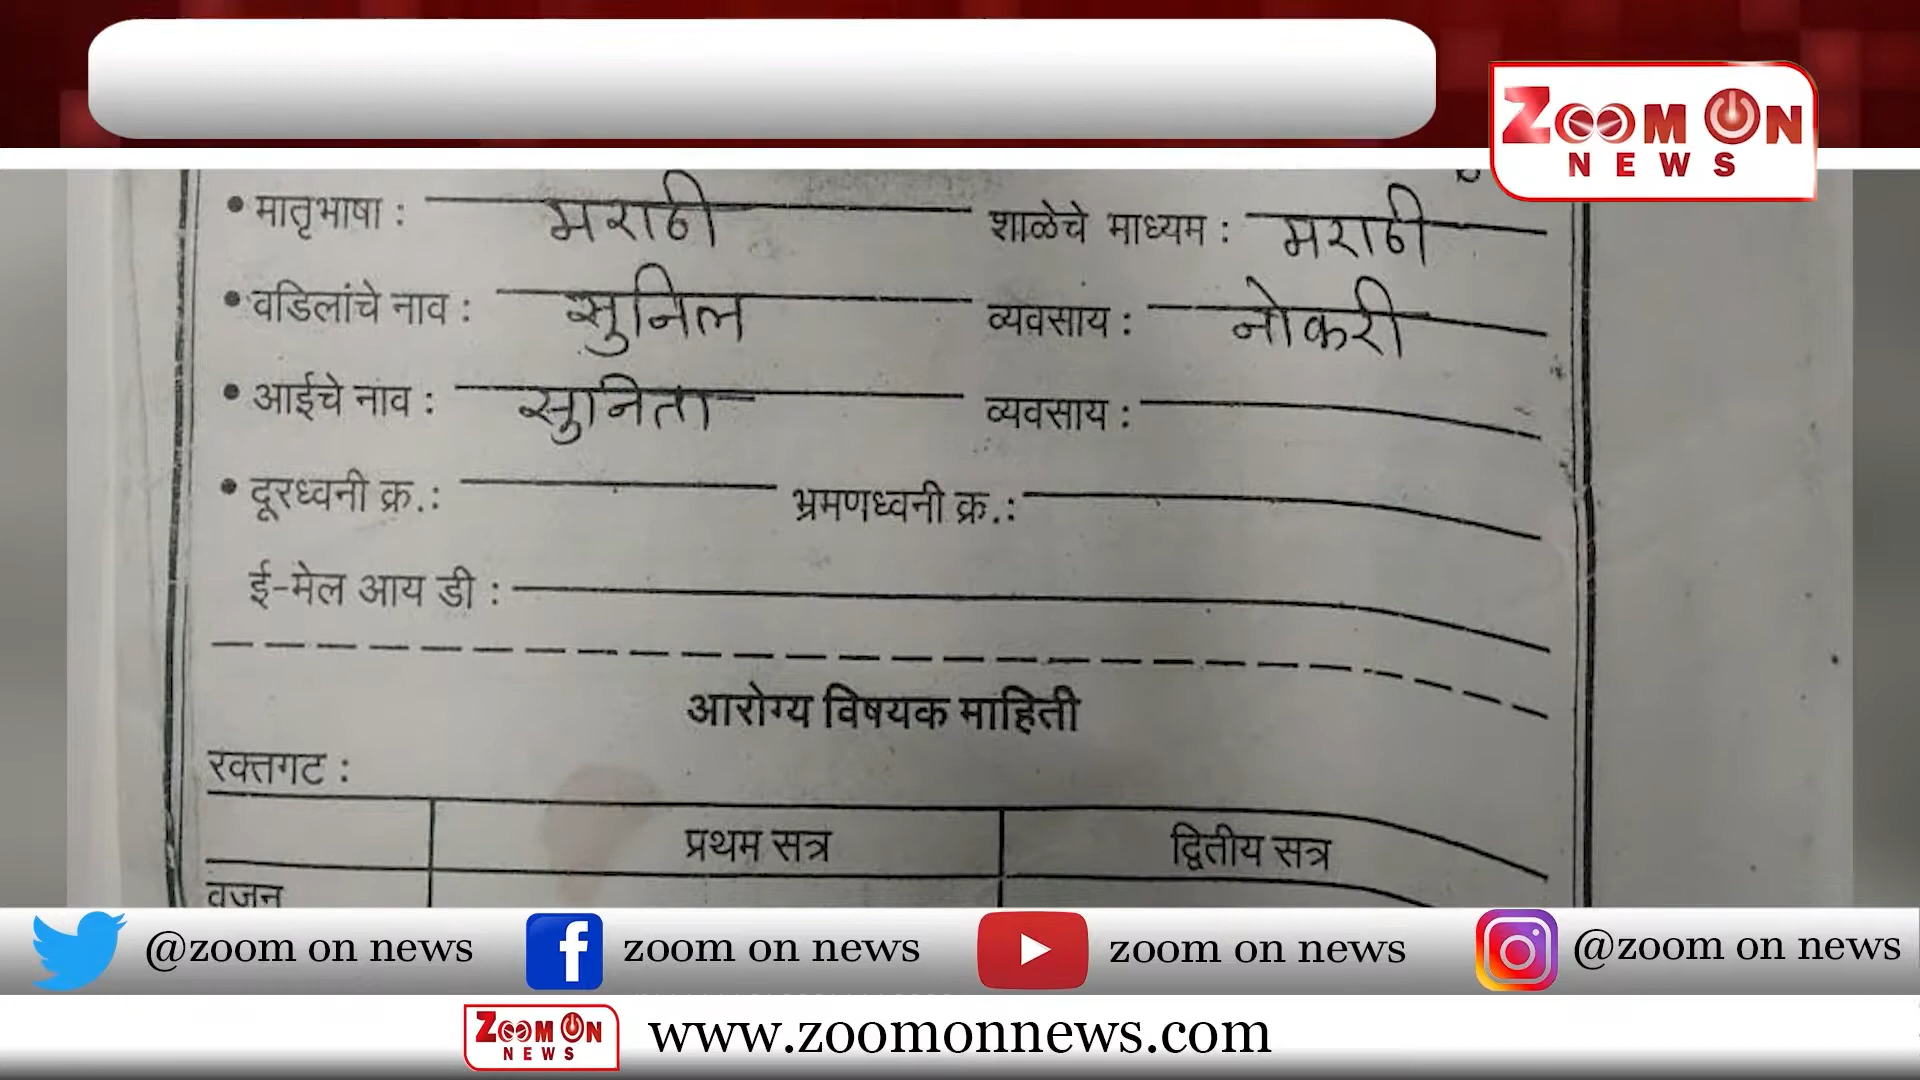 ZOOM ON
NEWS
• मातृभाषा : मराठी शाळेचे माध्यम : मराठी
• वडिलांचे नाव : सुनिल व्यवसाय : नोकरी
• आईचे नाव : सुनिता व्यवसाय :
• दूरध्वनी क्र.: भ्रमणध्वनी क्र.:
ई-मेल आय डी :
आरोग्य विषयक माहिती
रक्तगट :
प्रथम सत्र द्वितीय सत्र
वजन
@zoom on news zoom on news zoom on news @zoom on news
ZOOM ON
NEWS
www.zoomonnews.com